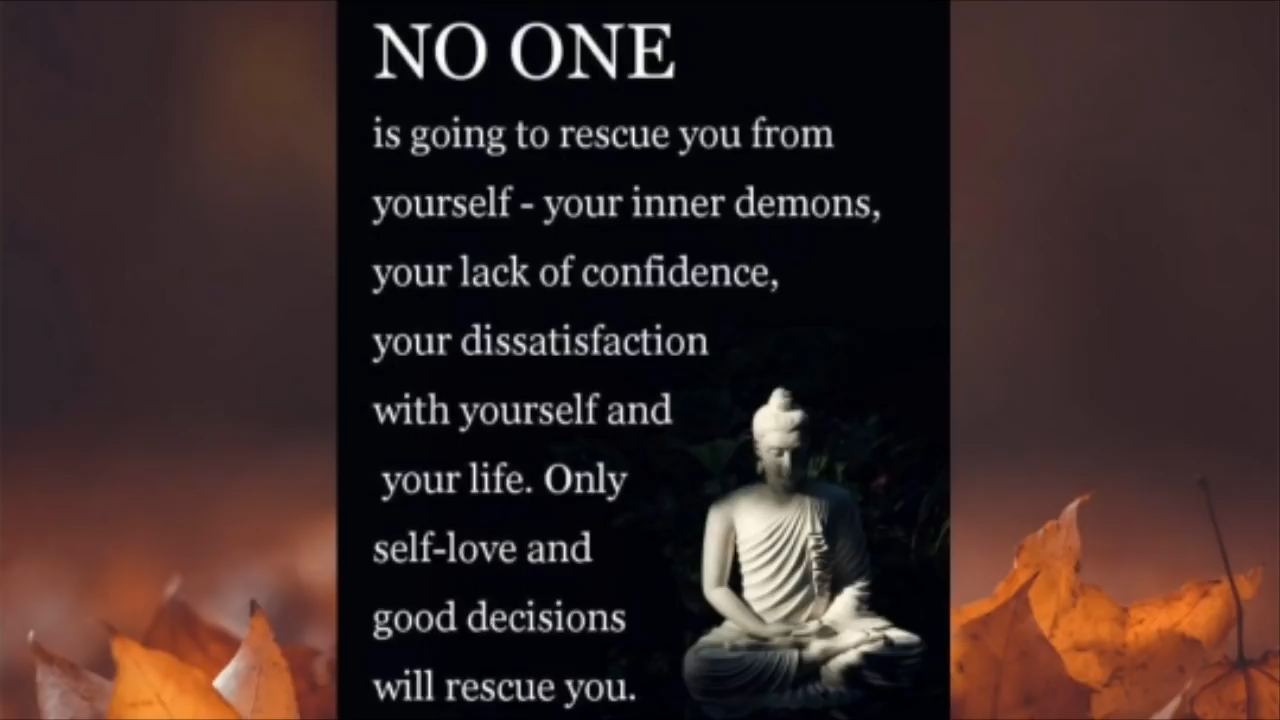 NO ONE
is going to rescue you from
yourself - your inner demons,
your lack of confidence,
your dissatisfaction
with yourself and
your life. Only
self-love and
good decisions
will rescue you.